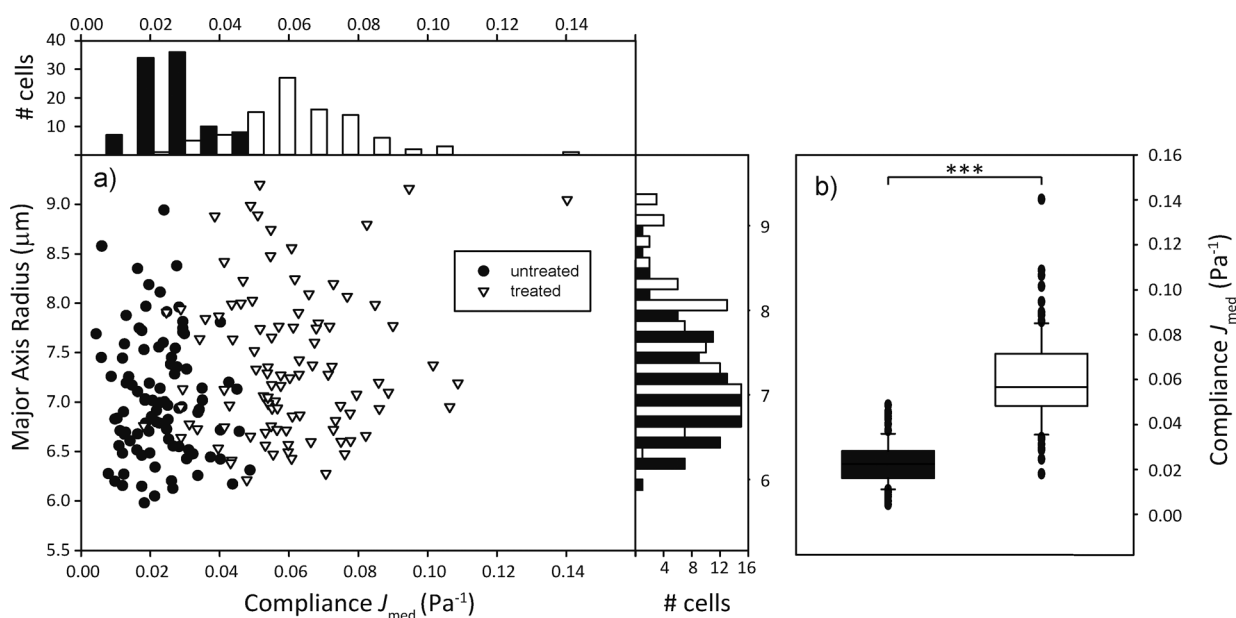 0.00 0.02 0.04 0.06 0.08 0.10 0.12 0.14
# cells
40
30
20
10
a)
Major Axis Radius (μm)
9.0
8.5
8.0
7.5
7.0
6.5
6.0
5.5
untreated
treated
0.00 0.02 0.04 0.06 0.08 0.10 0.12 0.14
Compliance Jmed (Pa-1)
9
8
7
6
4 8 12 16
# cells
b)
***
0.16
0.14
0.12
0.10
0.08
0.06
0.04
0.02
0.00
Compliance Jmed (Pa-1)